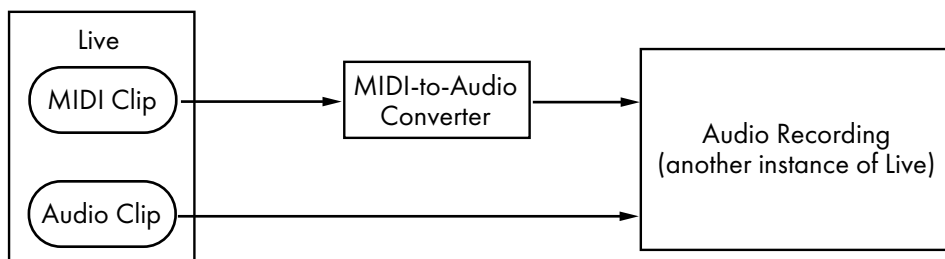 Live
MIDI Clip
MIDI-to-Audio
Converter
Audio Recording
(another instance of Live)
Audio Clip